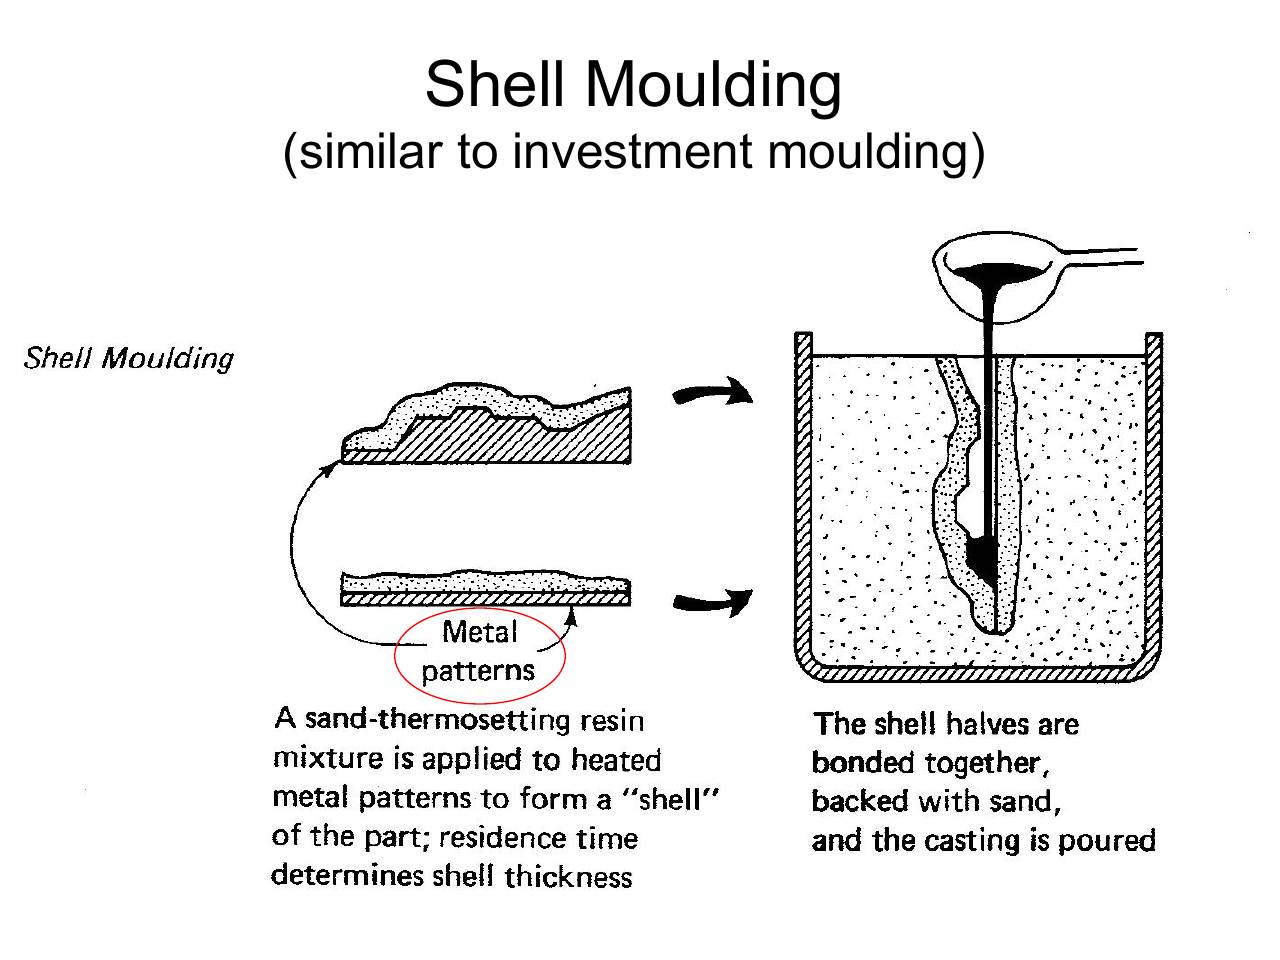 Shell Moulding
(similar to investment moulding)
Shell Moulding
Metal
patterns
A sand-thermosetting resin
mixture is applied to heated
metal patterns to form a “shell”
of the part; residence time
determines shell thickness
The shell halves are
bonded together,
backed with sand,
and the casting is poured